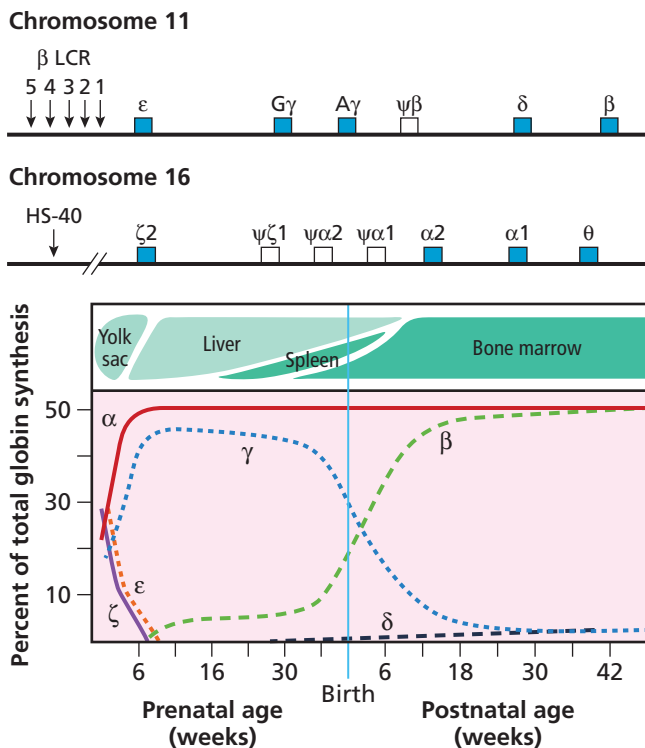 Chromosome 11
β LCR
5 4 3 2 1
ε Gγ Aγ ψβ δ β
Chromosome 16
HS-40
ζ2 ψζ1 ψα2 ψα1 α2 α1 θ
Percent of total globin synthesis
Yolk
sac
Liver
Spleen
Bone marrow
50
30
10
α
γ
β
ε
ζ
δ
6 16 30 6 18 30 42
Birth
Prenatal age
(weeks)
Postnatal age
(weeks)